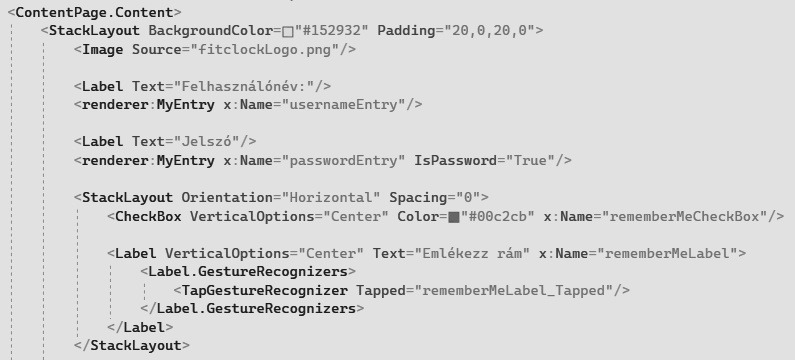 <ContentPage.Content>
<StackLayout BackgroundColor="#152932" Padding="20,0,20,0">
<Image Source="fitclockLogo.png"/>
<Label Text="Felhasználónév:"/>
<renderer:MyEntry x:Name="usernameEntry"/>
<Label Text="Jelszó"/>
<renderer:MyEntry x:Name="passwordEntry" IsPassword="True"/>
<StackLayout Orientation="Horizontal" Spacing="0">
<CheckBox VerticalOptions="Center" Color="#00c2cb" x:Name="rememberMeCheckBox"/>
<Label VerticalOptions="Center" Text="Emlékezz rám" x:Name="rememberMeLabel">
<Label.GestureRecognizers>
<TapGestureRecognizer Tapped="rememberMeLabel_Tapped"/>
</Label.GestureRecognizers>
</Label>
</StackLayout>